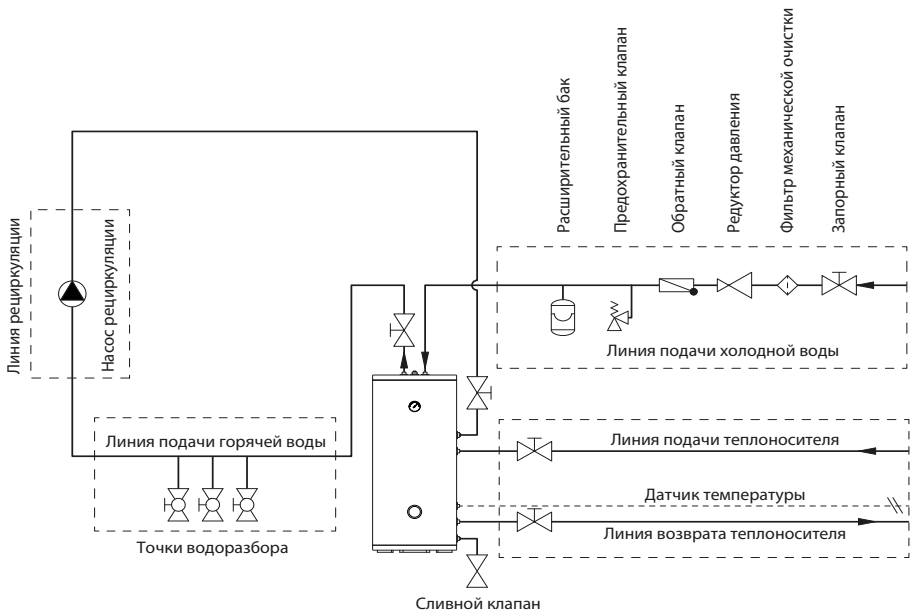 Расширительный бак
Предохранительный клапан
Обратный клапан
Редуктор давления
Фильтр механической очистки
Запорный клапан
Линия рециркуляции
Насос рециркуляции
Линия подачи холодной воды
Линия подачи горячей воды
Линия подачи теплоносителя
Датчик температуры
Линия возврата теплоносителя
Точки водоразбора
Сливной клапан